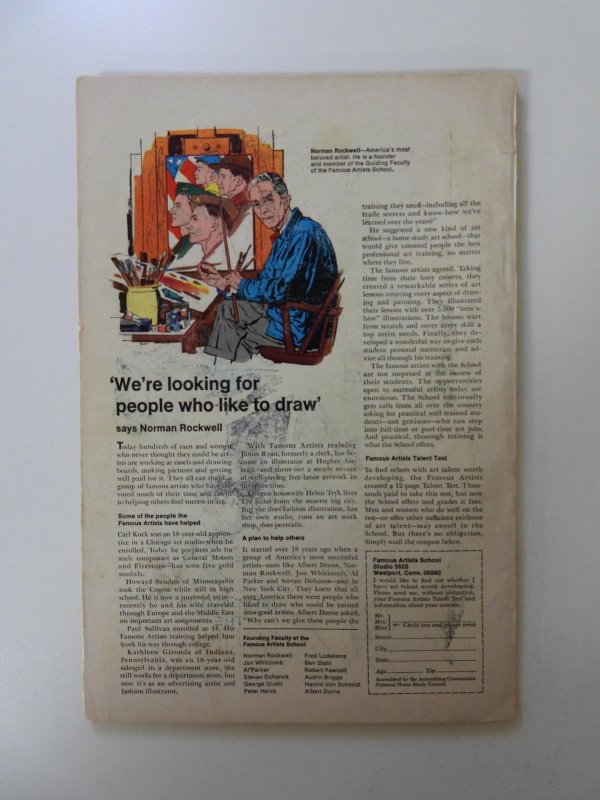 Norman Rockwell—America's most
beloved artist. He is a founder
and member of the Guiding Faculty
of the Famous Artists School.
'We're looking for
people who like to draw'
says Norman Rockwell
Today hundreds of men and women
who never thought they could be art-
ists are working at easels and drawing
boards, making pictures and getting
well paid for it. They all can thank a
group of famous artists who have de-
voted much of their time and talent
to helping others find success in art.
Some of the people the
Famous Artists have helped
Carl Kock was an 18-year-old appren-
tice in a Chicago art studio when he
enrolled. Today he prepares ads for
such companies as General Motors
and Firestone—has won five gold
medals.
Howard Sanden of Minneapolis
took the Course while still in high
school. He is now a successful artist—
recently he and his wife traveled
through Europe and the Middle East
on important art assignments.
Paul Sullivan enrolled at 15. His
Famous Artists training helped him
work his way through college.
Kathleen Gironda of Indiana,
Pennsylvania, was an 18-year-old
salesgirl in a department store. She
still works for a department store, but
now it's as an advertising artist and
fashion illustrator.
With Famous Artists training
James Ryan, formerly a clerk, has be-
come an illustrator at Hughes Air-
craft—and turns out a steady stream
of well-paying free-lance artwork in
his spare time.
Oregon housewife Helen Tryk lives
150 miles from the nearest big city.
But she does fashion illustration, has
her own studio, runs an art work
shop, does portraits.
A plan to help others
It started over 18 years ago when a
group of America's most successful
artists—men like Albert Dorne, Nor-
man Rockwell, Jon Whitcomb, Al
Parker and Stevan Dohanos—met in
New York City. They knew that all
over America there were people who
liked to draw who could be turned
into good artists. Albert Dorne asked,
"Why can't we give these people the
Founding Faculty of the
Famous Artists School
Norman Rockwell
Jon Whitcomb
Al Parker
Stevan Dohanos
George Giusti
Peter Helck
Fred Ludekens
Ben Stahl
Robert Fawcett
Austin Briggs
Harold Von Schmidt
Albert Dorne
training they need—including all the
trade secrets and know-how we've
learned over the years?"
He suggested a new kind of art
school—a home study art school—that
would give talented people the best
professional art training, no matter
where they live.
The famous artists agreed. Taking
time from their busy careers, they
created a remarkable series of art
lessons covering every aspect of draw-
ing and painting. They illustrated
their lessons with over 5,000 "here's-
how" illustrations. The lessons start
from scratch and cover every skill a
top artist needs. Finally, they de-
veloped a wonderful way to give each
student personal correction and ad-
vice all through his training.
The famous artists with the School
are not surprised at the success of
their students. The opportunities
open to successful artists today are
enormous. The School continually
gets calls from all over the country
asking for practical well-trained stu-
dents—not geniuses—who can step
into full-time or part-time art jobs.
And practical, thorough training is
what the School offers.
Famous Artists Talent Test
To find others with art talent worth
developing, the Famous Artists
created a 12-page Talent Test. Thou-
sands paid to take this test, but now
the School offers and grades it free.
Men and women who do well on the
test—or offer other sufficient evidence
of art talent—may enroll in the
School. But there's no obligation.
Simply mail the coupon below.
Famous Artists School
Studio 5855
Westport, Conn. 06880
I would like to find out whether I
have art talent worth developing.
Please send me, without obligation,
your Famous Artists Talent Test and
information about your courses.
Mr.
Mrs.
Miss
← Circle one and please print
Street
City
State
Age Zip
Accredited by the Accrediting Commission
National Home Study Council